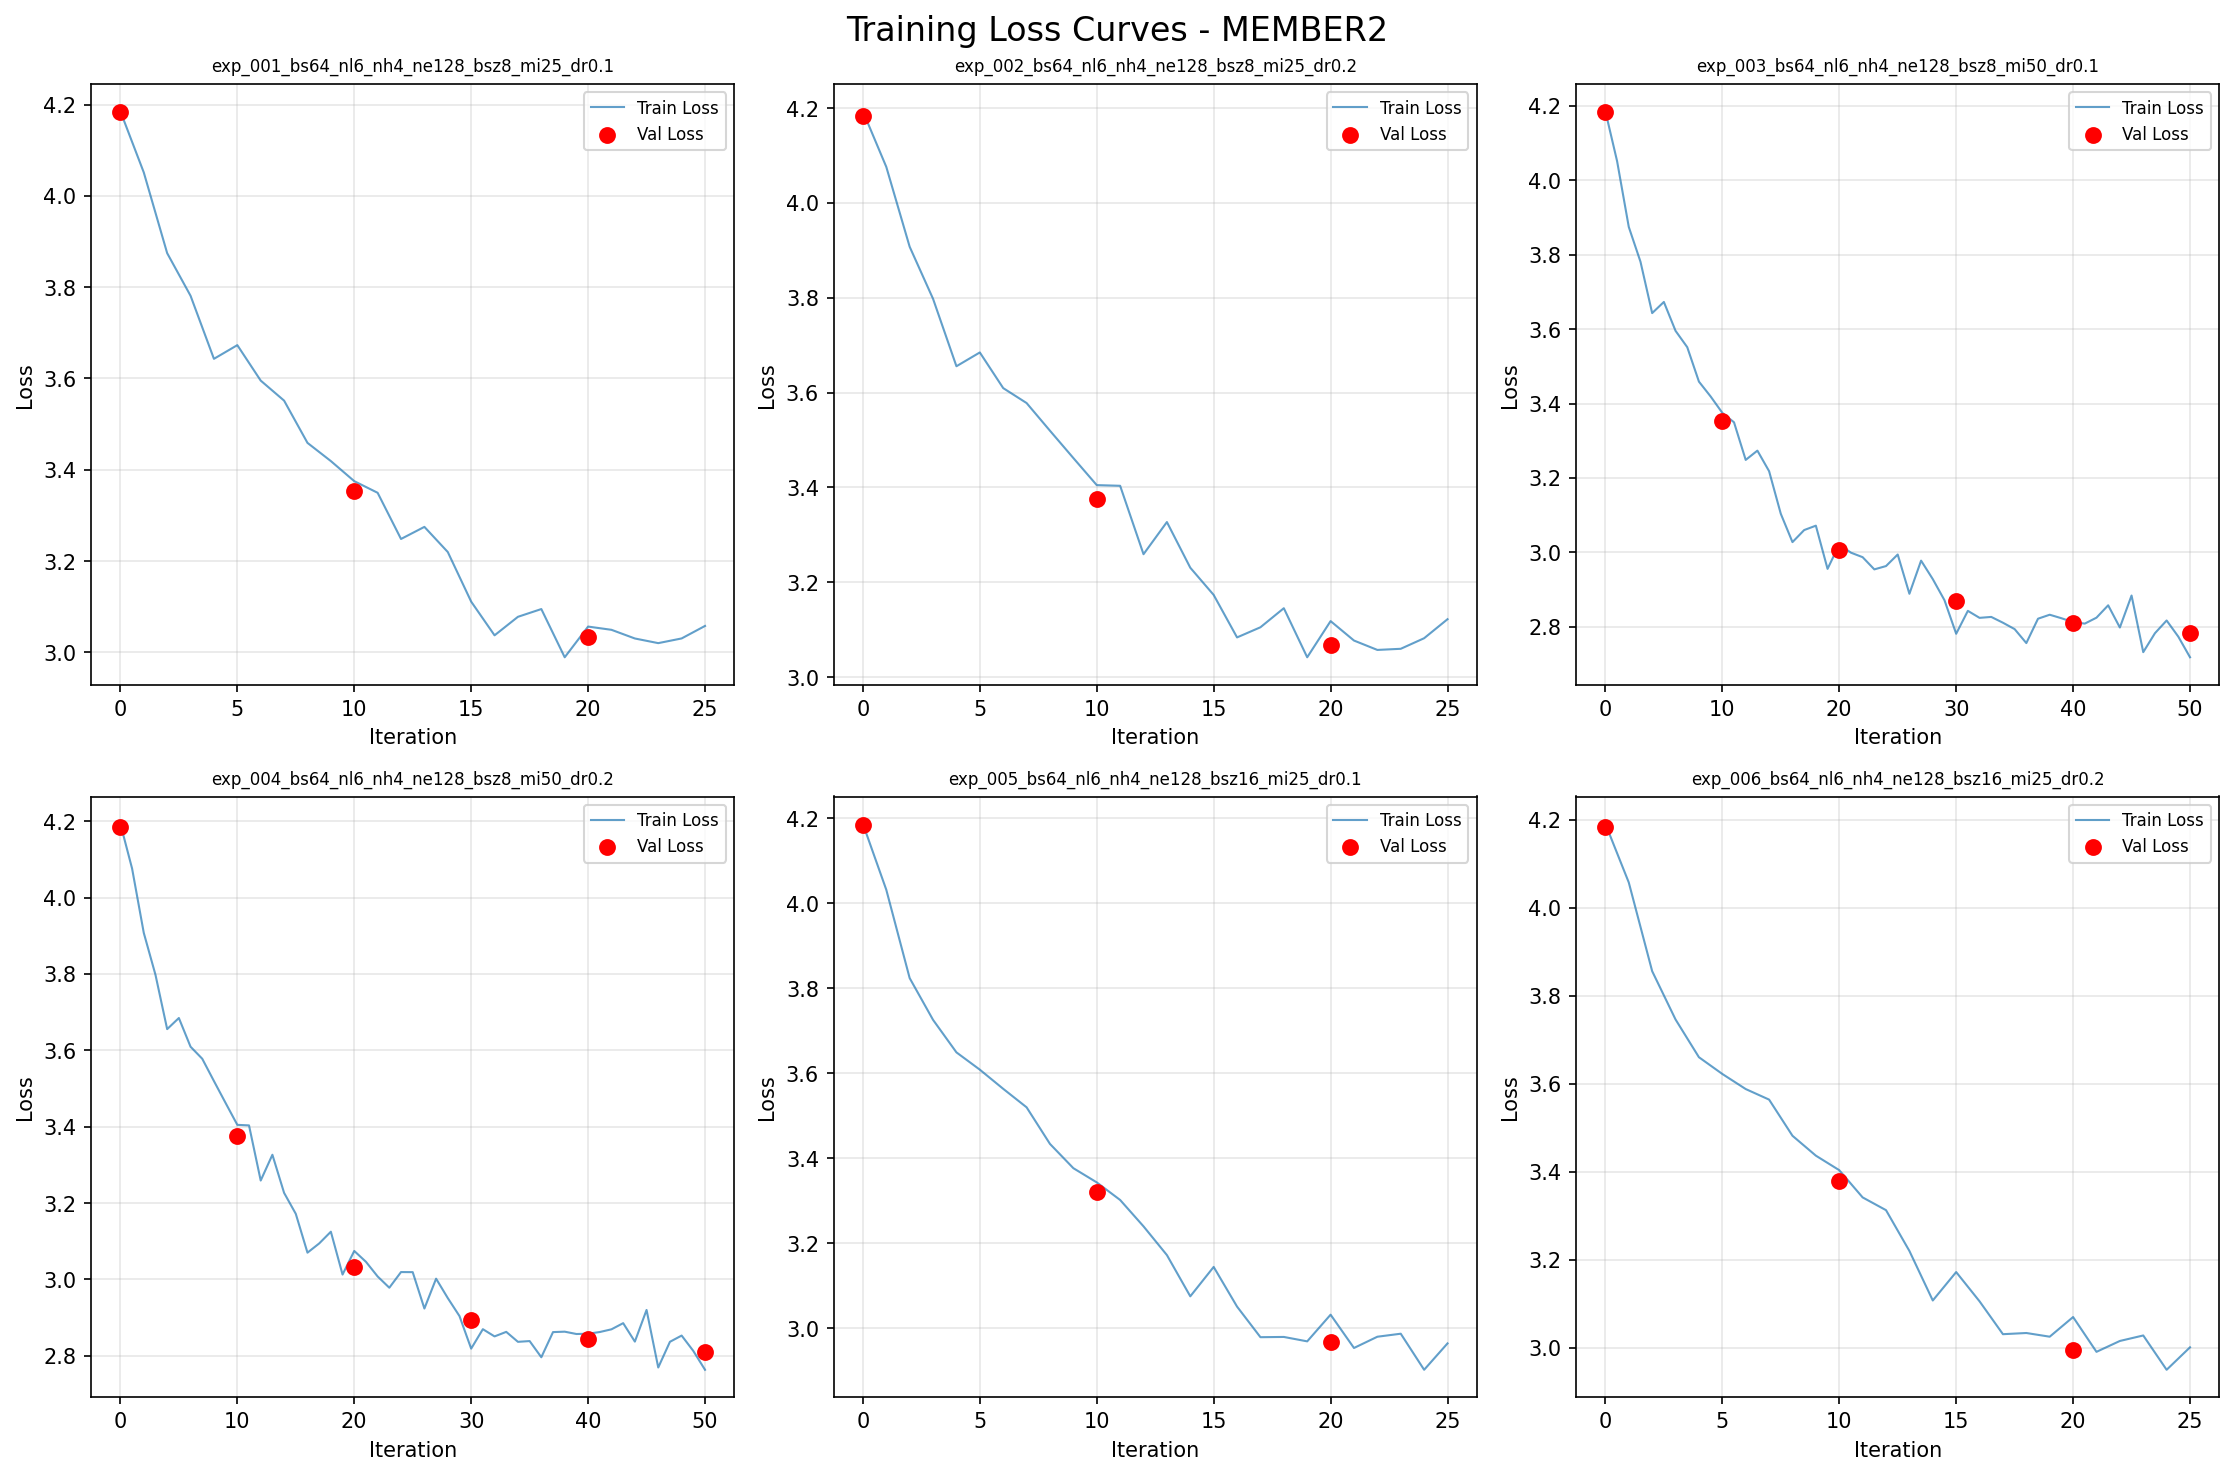 Training Loss Curves - MEMBER2
exp_001_bs64_nl6_nh4_ne128_bsz8_mi25_dr0.1
Train Loss
Val Loss
4.2
4.0
3.8
3.6
3.4
3.2
3.0
Loss
0 5 10 15 20 25
Iteration
exp_002_bs64_nl6_nh4_ne128_bsz8_mi25_dr0.2
Train Loss
Val Loss
4.2
4.0
3.8
3.6
3.4
3.2
3.0
Loss
0 5 10 15 20 25
Iteration
exp_003_bs64_nl6_nh4_ne128_bsz8_mi50_dr0.1
Train Loss
Val Loss
4.2
4.0
3.8
3.6
3.4
3.2
3.0
2.8
Loss
0 10 20 30 40 50
Iteration
exp_004_bs64_nl6_nh4_ne128_bsz8_mi50_dr0.2
Train Loss
Val Loss
4.2
4.0
3.8
3.6
3.4
3.2
3.0
2.8
Loss
0 10 20 30 40 50
Iteration
exp_005_bs64_nl6_nh4_ne128_bsz16_mi25_dr0.1
Train Loss
Val Loss
4.2
4.0
3.8
3.6
3.4
3.2
3.0
Loss
0 5 10 15 20 25
Iteration
exp_006_bs64_nl6_nh4_ne128_bsz16_mi25_dr0.2
Train Loss
Val Loss
4.2
4.0
3.8
3.6
3.4
3.2
3.0
Loss
0 5 10 15 20 25
Iteration